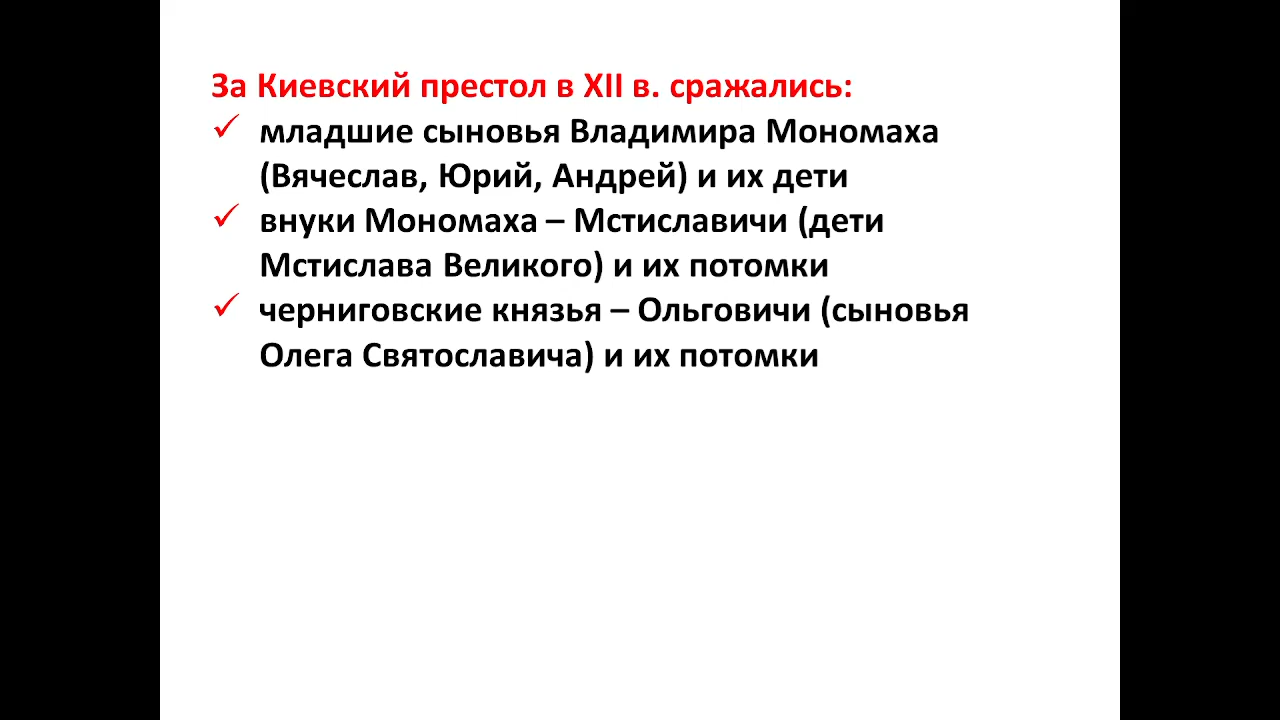 За Киевский престол в XII в. сражались:
✓ младшие сыновья Владимира Мономаха
(Вячеслав, Юрий, Андрей) и их дети
✓ внуки Мономаха – Мстиславичи (дети
Мстислава Великого) и их потомки
✓ черниговские князья – Ольговичи (сыновья
Олега Святославича) и их потомки